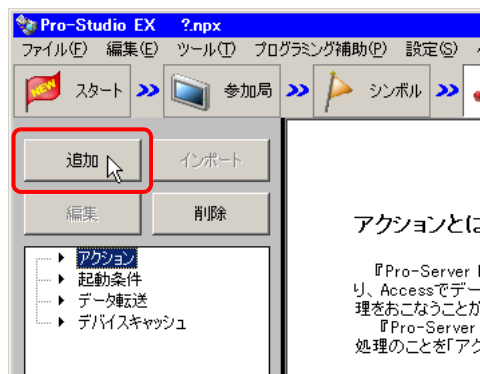 Pro-Studio EX ?.npx
ファイル(F) 編集(E) ツール(T) プログラミング補助(P) 設定(S)
NEW スタート 参加局 シンボル
追加 インポート
編集 削除
アクション
起動条件
データ転送
デバイスキャッシュ
アクションとは
『Pro-Server
り、Accessでデー
理をおこなうことが
『Pro-Server
処理のことを「アク